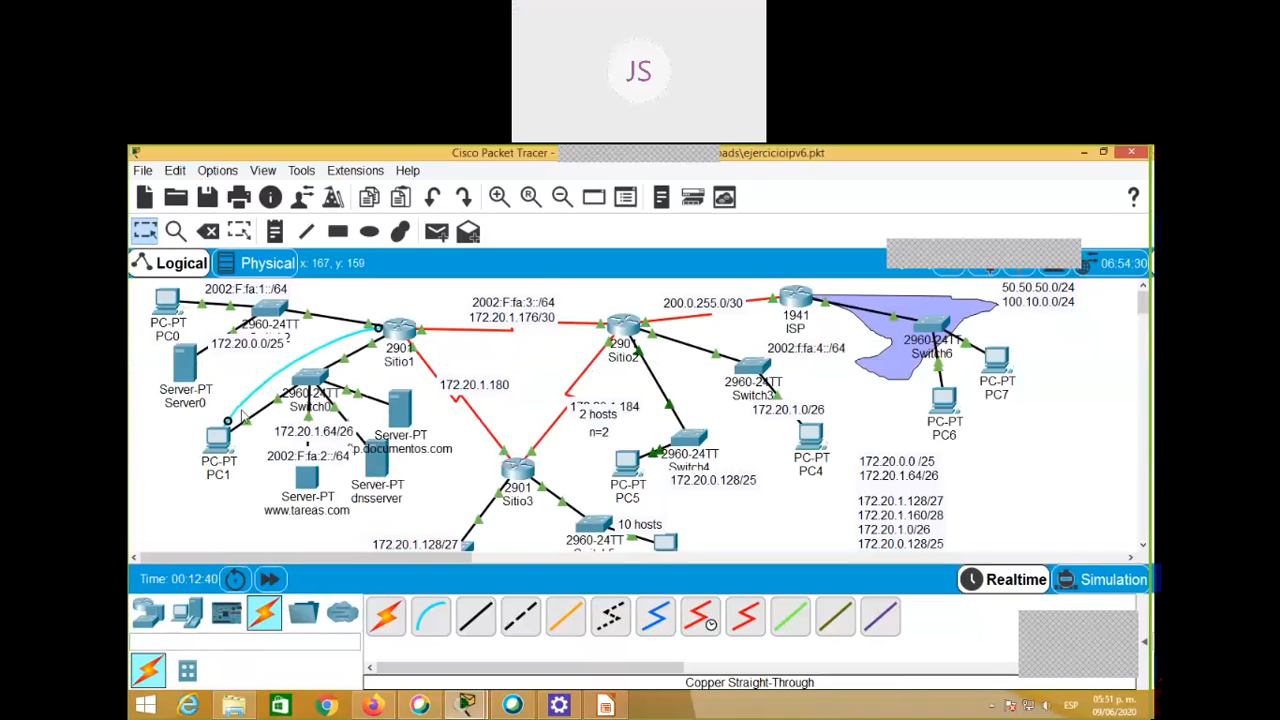 JS
Cisco Packet Tracer - ads\ejercicioipv6.pkt
File Edit Options View Tools Extensions Help
?
Logical Physical x: 167, y: 159 06:54:30
2002:F:fa:1::/64
PC-PT
PC0
2960-24TT
172.20.0.0/25
Server-PT
Server0
2901
Sitio1
2002:F:fa:3::/64
172.20.1.176/30
2901
Sitio2
200.0.255.0/30
1941
ISP
50.50.50.0/24
100.10.0.0/24
2960-24TT
Switch6
PC-PT
PC7
PC-PT
PC6
2002:f:fa:4::/64
2960-24TT
Switch3
172.20.1.0/26
PC-PT
PC4
172.20.1.180
2 hosts
n=2
2960-24TT
Switch0
Server-PT
p.documentos.com
172.20.1.64/26
2002:F:fa:2::/64
PC-PT
PC1
Server-PT
www.tareas.com
Server-PT
dnsserver
2901
Sitio3
PC-PT
PC5
2960-24TT
Switch4
172.20.0.128/25
10 hosts
2960-24TT
172.20.1.128/27
172.20.0.0 /25
172.20.1.64/26
172.20.1.128/27
172.20.1.160/28
172.20.1.0/26
172.20.0.128/25
Time: 00:12:40 Realtime Simulation
Copper Straight-Through
ESP
05:51 p. m.
09/06/2020